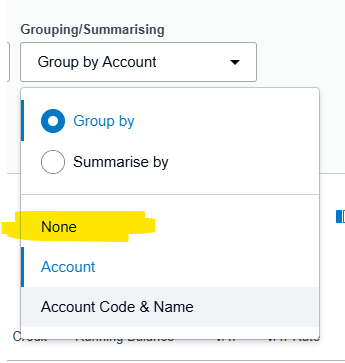 Grouping/Summarising
Group by Account
Group by
Summarise by
None
Account
Account Code & Name